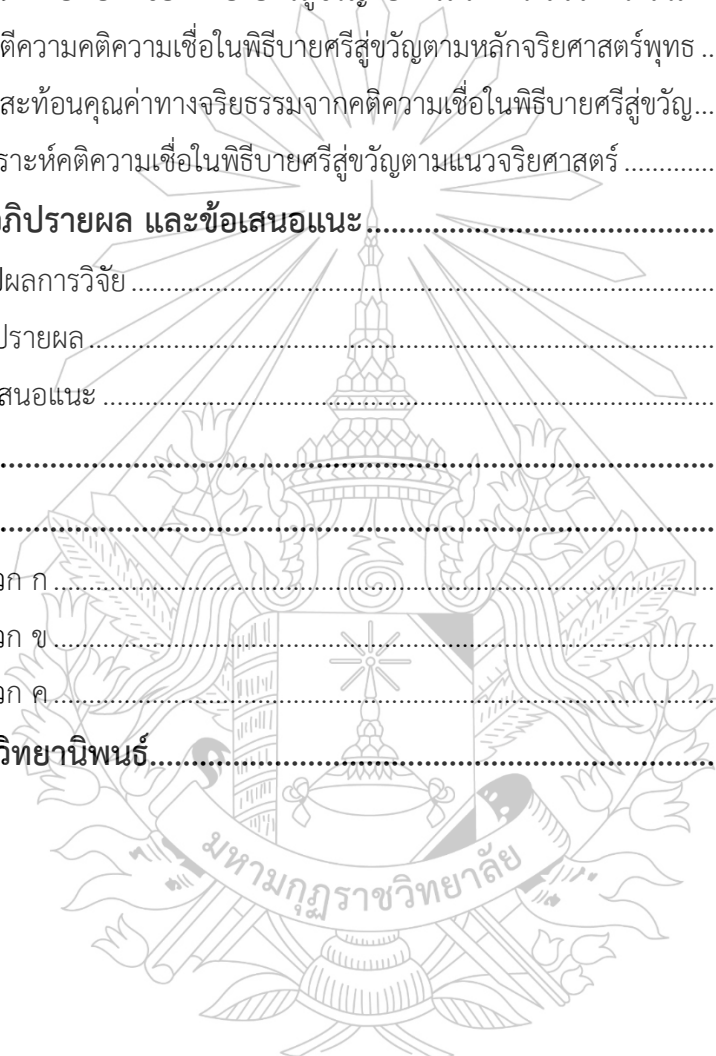 ตีความคติความเชื่อในพิธีบายศรีสู่ขวัญตามหลักจริยศาสตร์พุทธ ..
สะท้อนคุณค่าทางจริยธรรมจากคติความเชื่อในพิธีบายศรีสู่ขวัญ...
ราะห์คติความเชื่อในพิธีบายศรีสู่ขวัญตามแนวจริยศาสตร์ .............
ภิปรายผล และข้อเสนอแนะ ......................................
ผลการวิจัย ..............................................................................
ปรายผล ...................................................................................
สนอแนะ .................................................................................
................................................................................
................................................................................
วก ก ........................................................................................
วก ข ........................................................................................
วก ค ........................................................................................
วิทยานิพนธ์..............................................................
มหามกุฏราชวิทยาลัย